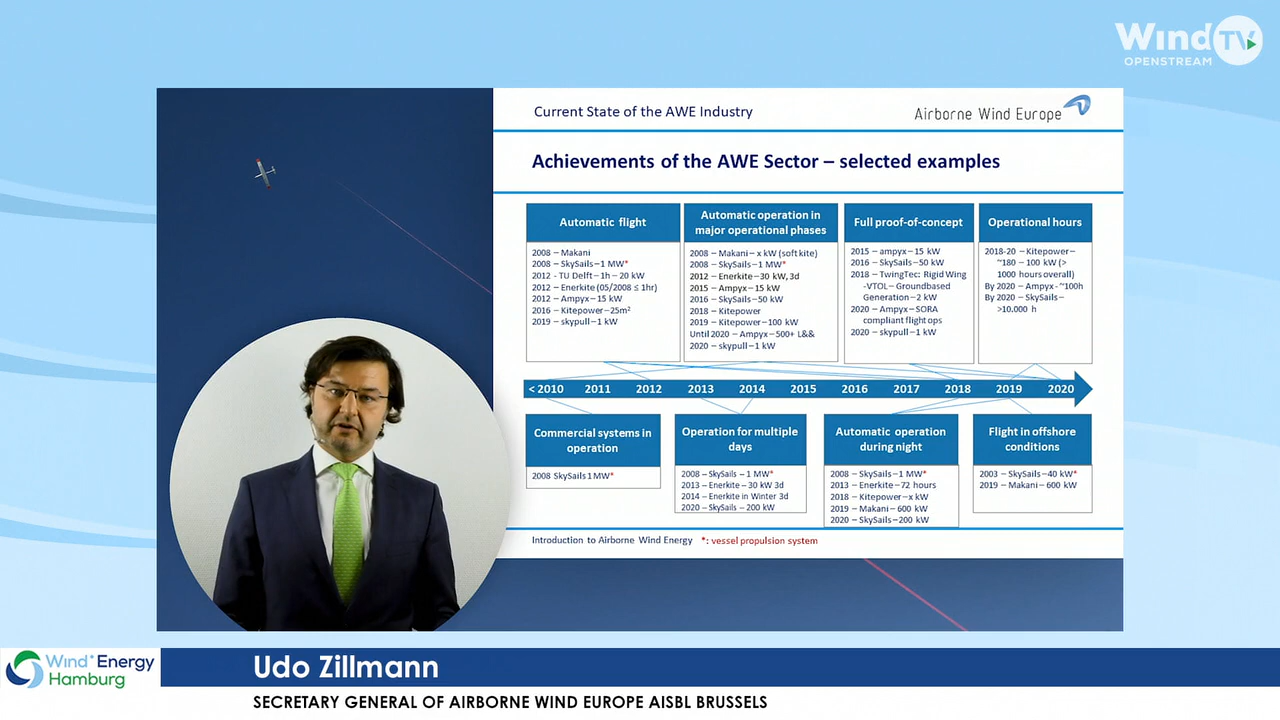 WindTV
OPENSTREAM
Current State of the AWE Industry
Airborne Wind Europe
Achievements of the AWE Sector – selected examples
Automatic flight
2008 – Makani
2008 – SkySails – 1 MW*
2012 - TU Delft – 1h – 20 kW
2012 – Enerkite (05/2008 ≤ 1hr)
2012 – Ampyx – 15 kW
2016 – Kitepower – 25m²
2019 – skypull – 1 kW
Automatic operation in
major operational phases
2008 – Makani – x kW (soft kite)
2008 – SkySails – 1 MW*
2012 – Enerkite – 30 kW, 3d
2015 – Ampyx – 15 kW
2016 – SkySails – 50 kW
2018 – Kitepower
2019 – Kitepower – 100 kW
Until 2020 – Ampyx – 500+ L&&
2020 – skypull – 1 kW
Full proof-of-concept
2015 – ampyx – 15 kW
2016 – SkySails – 50 kW
2018 – TwingTec: Rigid Wing
-VTOL – Groundbased
Generation – 2 kW
2020 – Ampyx – SORA
compliant flight ops
2020 – skypull – 1 kW
Operational hours
2018-20 – Kitepower –
~180 – 100 kW (>
1000 hours overall)
By 2020 – Ampyx - ~100h
By 2020 – SkySails –
>10.000 h
< 2010 2011 2012 2013 2014 2015 2016 2017 2018 2019 2020
Commercial systems in
operation
2008 SkySails 1 MW*
Operation for multiple
days
2008 – SkySails – 1 MW*
2013 – Enerkite – 30 kW 3d
2014 – Enerkite in Winter 3d
2020 – SkySails – 200 kW
Automatic operation
during night
2008 – SkySails – 1 MW*
2013 – Enerkite – 72 hours
2018 – Kitepower – x kW
2019 – Makani – 600 kW
2020 – SkySails – 200 kW
Flight in offshore
conditions
2003 – SkySails – 40 kW*
2019 – Makani – 600 kW
Introduction to Airborne Wind Energy *: vessel propulsion system
Wind Energy
Hamburg
Udo Zillmann
SECRETARY GENERAL OF AIRBORNE WIND EUROPE AISBL BRUSSELS